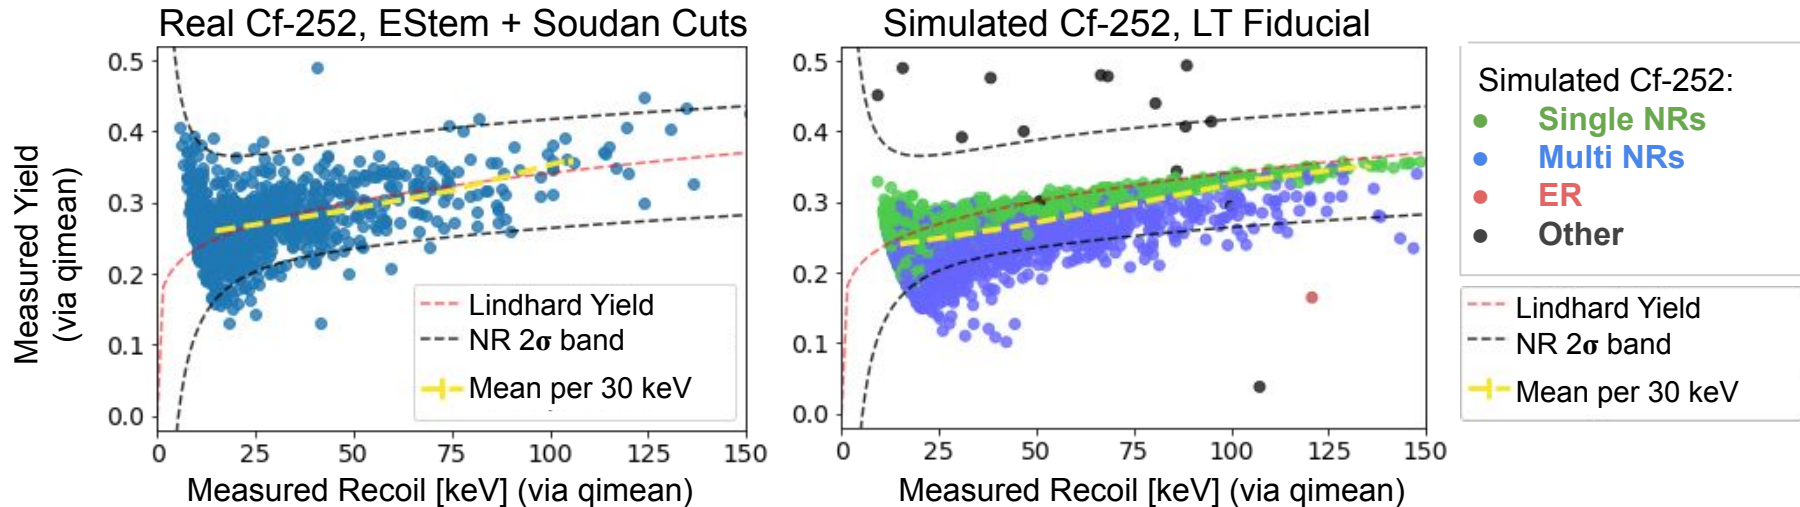 Real Cf-252, EStem + Soudan Cuts
Measured Yield
(via qimean)
0.5
0.4
0.3
0.2
0.1
0.0
Lindhard Yield
NR 2σ band
Mean per 30 keV
0 25 50 75 100 125 150
Measured Recoil [keV] (via qimean)
Simulated Cf-252, LT Fiducial
0.5
0.4
0.3
0.2
0.1
0.0
0 25 50 75 100 125 150
Measured Recoil [keV] (via qimean)
Simulated Cf-252:
Single NRs
Multi NRs
ER
Other
Lindhard Yield
NR 2σ band
Mean per 30 keV